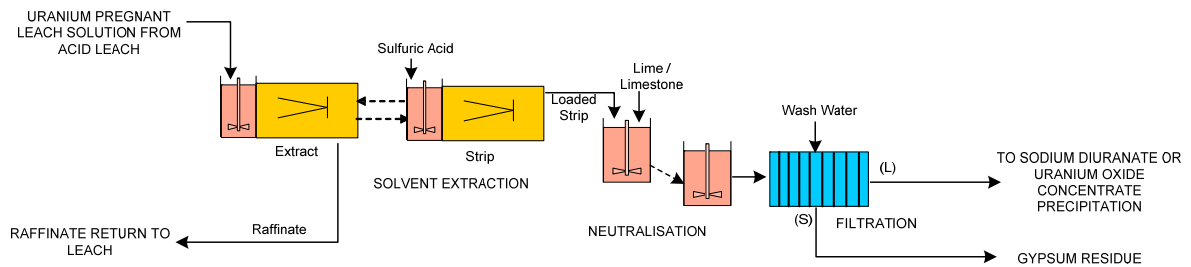 URANIUM PREGNANT
LEACH SOLUTION FROM
ACID LEACH
Sulfuric Acid
Lime /
Limestone
Loaded
Strip
Wash Water
Extract
Strip
SOLVENT EXTRACTION
(L)
TO SODIUM DIURANATE OR
URANIUM OXIDE
CONCENTRATE
PRECIPITATION
(S)
FILTRATION
NEUTRALISATION
Raffinate
RAFFINATE RETURN TO
LEACH
GYPSUM RESIDUE